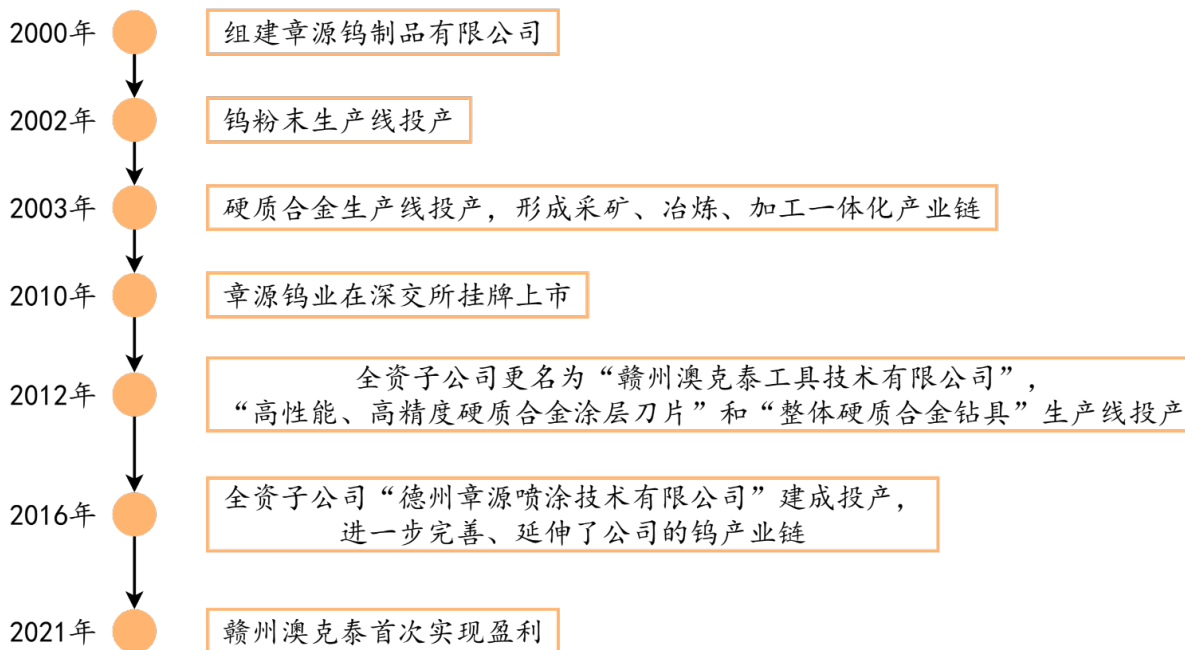 2000年
组建章源钨制品有限公司
2002年
钨粉末生产线投产
2003年
硬质合金生产线投产，形成采矿、冶炼、加工一体化产业链
2010年
章源钨业在深交所挂牌上市
2012年
全资子公司更名为“赣州澳克泰工具技术有限公司”，
“高性能、高精度硬质合金涂层刀片”和“整体硬质合金钻具”生产线投产
2016年
全资子公司“德州章源喷涂技术有限公司”建成投产，
进一步完善、延伸了公司的钨产业链
2021年
赣州澳克泰首次实现盈利